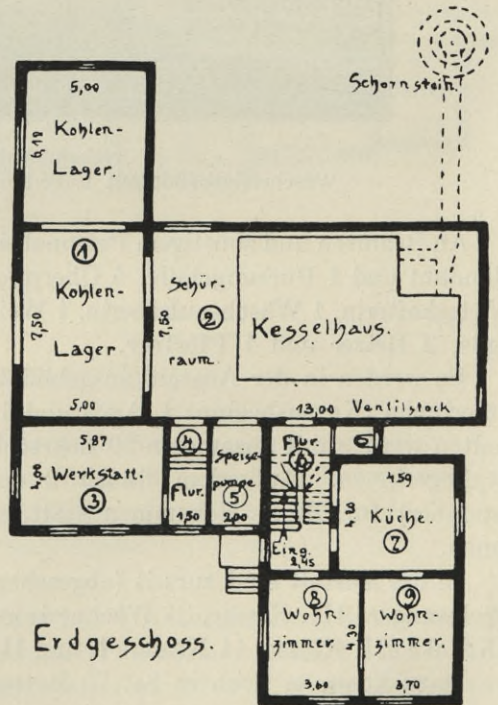 Schornstein.
5,00
Kohlen-
Lager
6,10
1
Kohlen-
Lager
7,50
5,00
Schür-
raum.
2
7,50
Kesselhaus.
13,00 Ventilstock
5,87
4,00
Werkstatt.
3
4
Flur.
1,50
Speise-
pumpe
5
2,00
Flur.
6
Eing.
2,45
4,59
4,20
Küche.
7
8
Wohn-
zimmer.
4,30
3,60
9
Wohn-
zimmer.
3,70
Erdgeschoss.